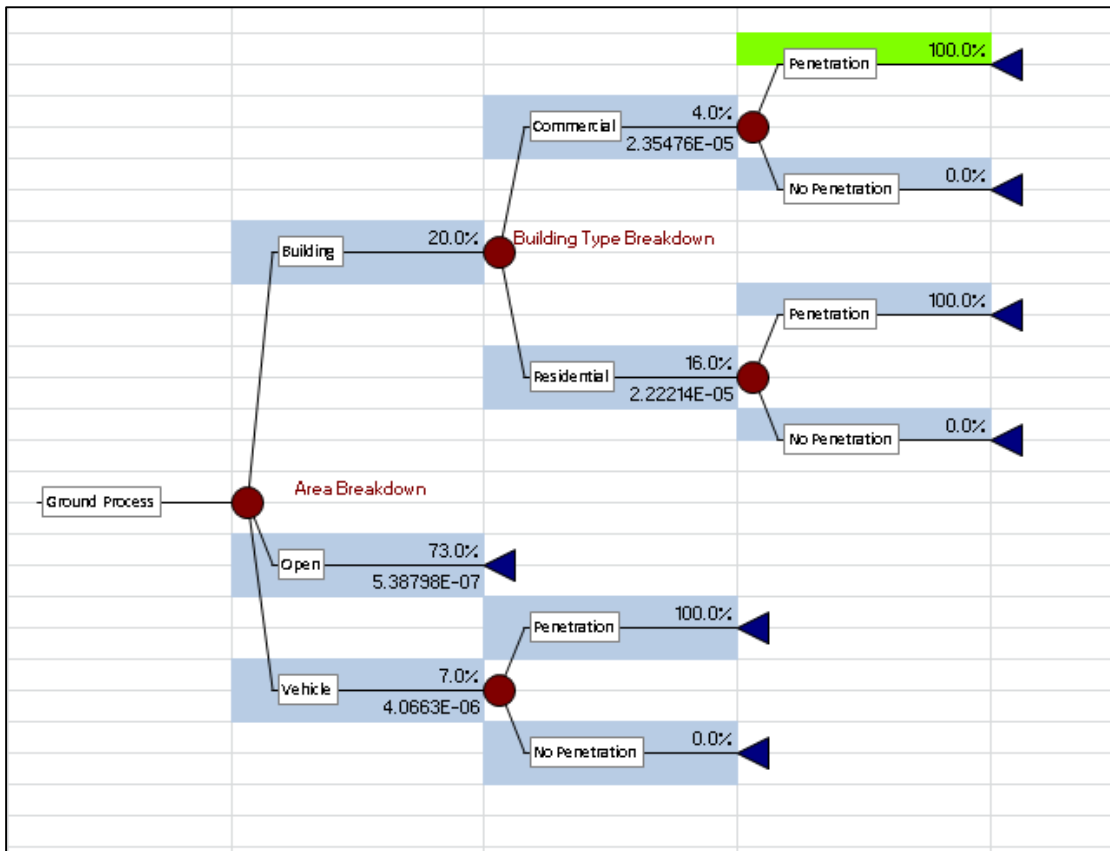 100.0%
Penetration
4.0%
Commercial
2.35476E-05
0.0%
No Penetration
20.0%
Building
Building Type Breakdown
100.0%
Penetration
16.0%
Residential
2.22214E-05
0.0%
No Penetration
Area Breakdown
Ground Process
73.0%
Open
5.38798E-07
100.0%
Penetration
7.0%
Vehicle
4.0663E-06
0.0%
No Penetration